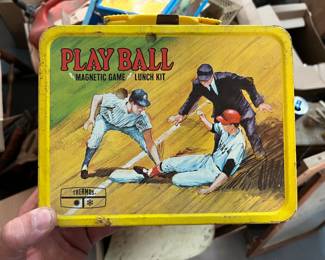 PLAY BALL
MAGNETIC GAME LUNCH KIT
THERMOS